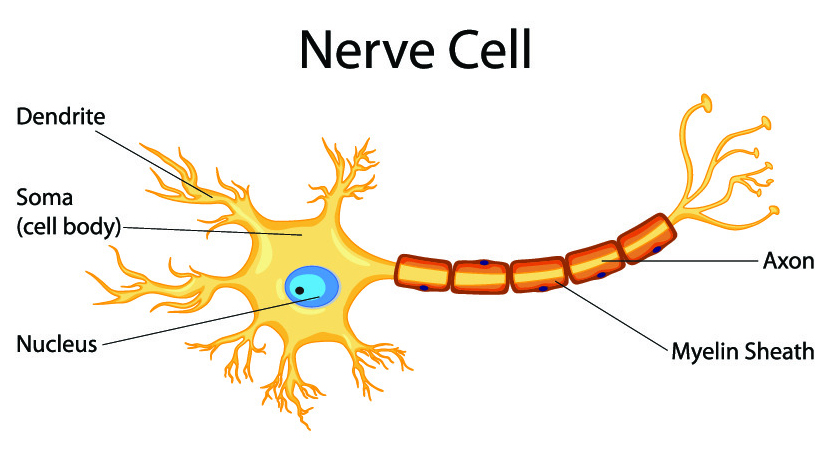 Nerve Cell
Dendrite
Soma
(cell body)
Nucleus
Axon
Myelin Sheath